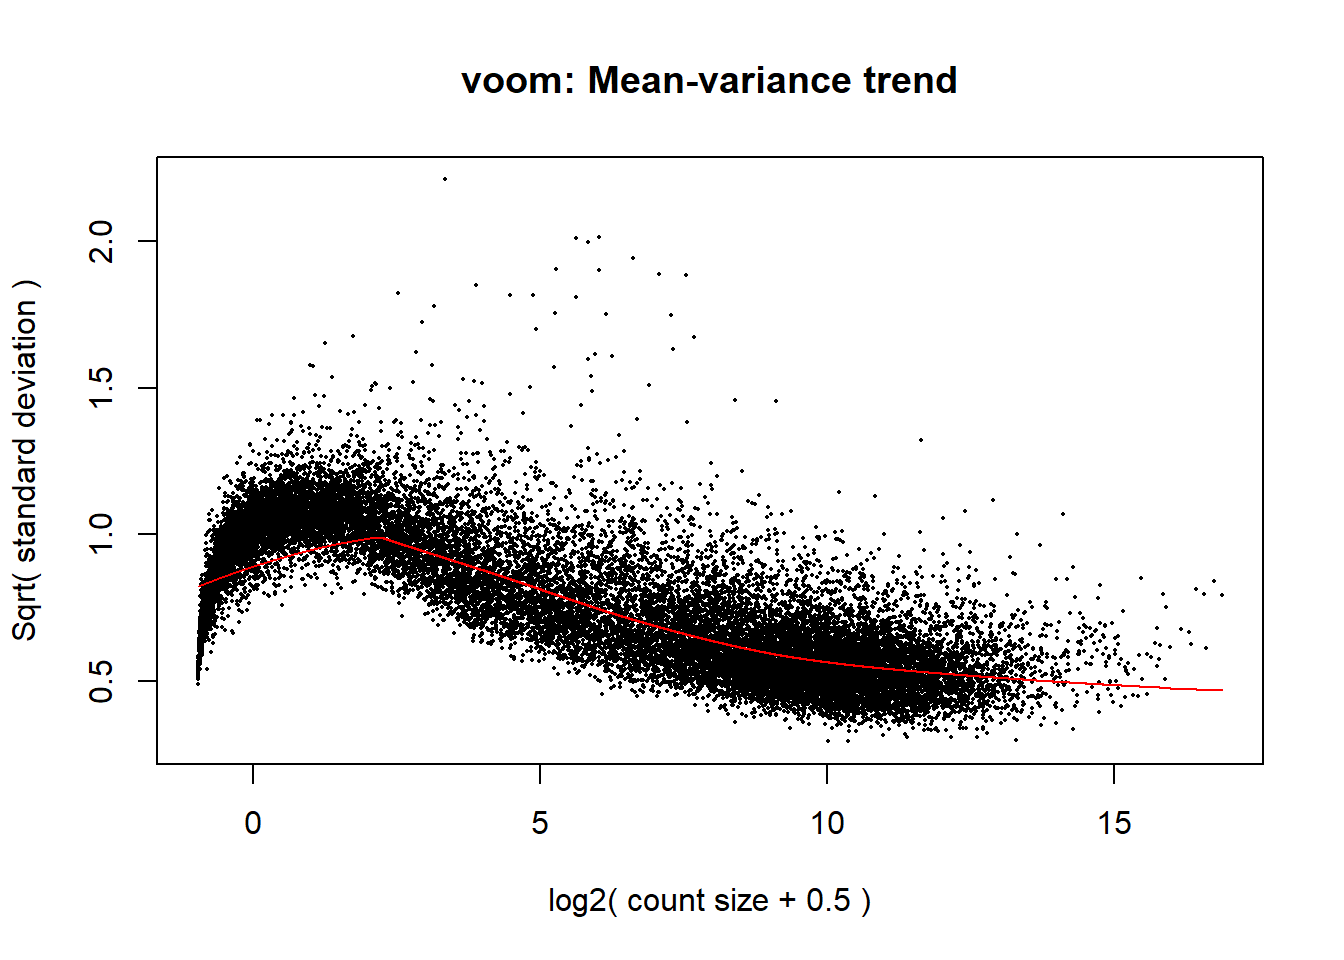 voom: Mean-variance trend
Sqrt( standard deviation )
2.0
1.5
1.0
0.5
0 5 10 15
log2( count size + 0.5 )